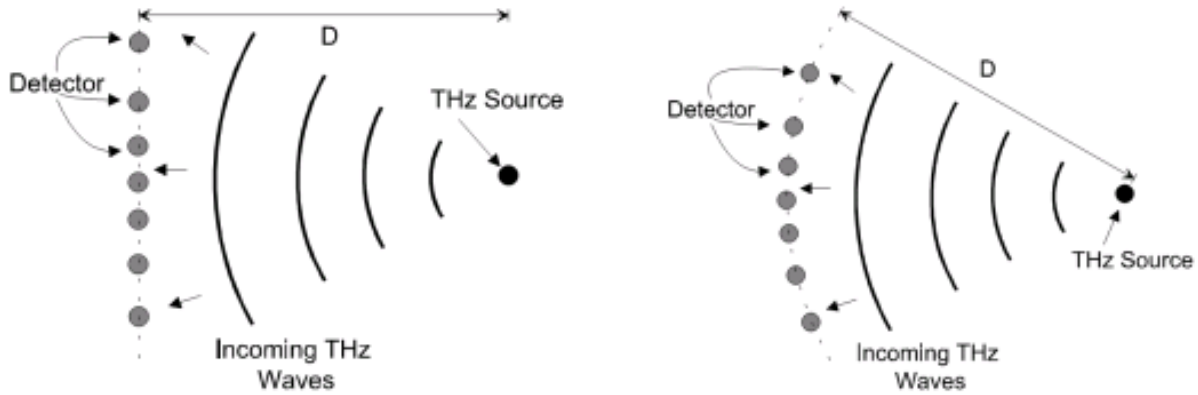 D
Detector
THz Source
Incoming THz
Waves
D
Detector
THz Source
Incoming THz
Waves